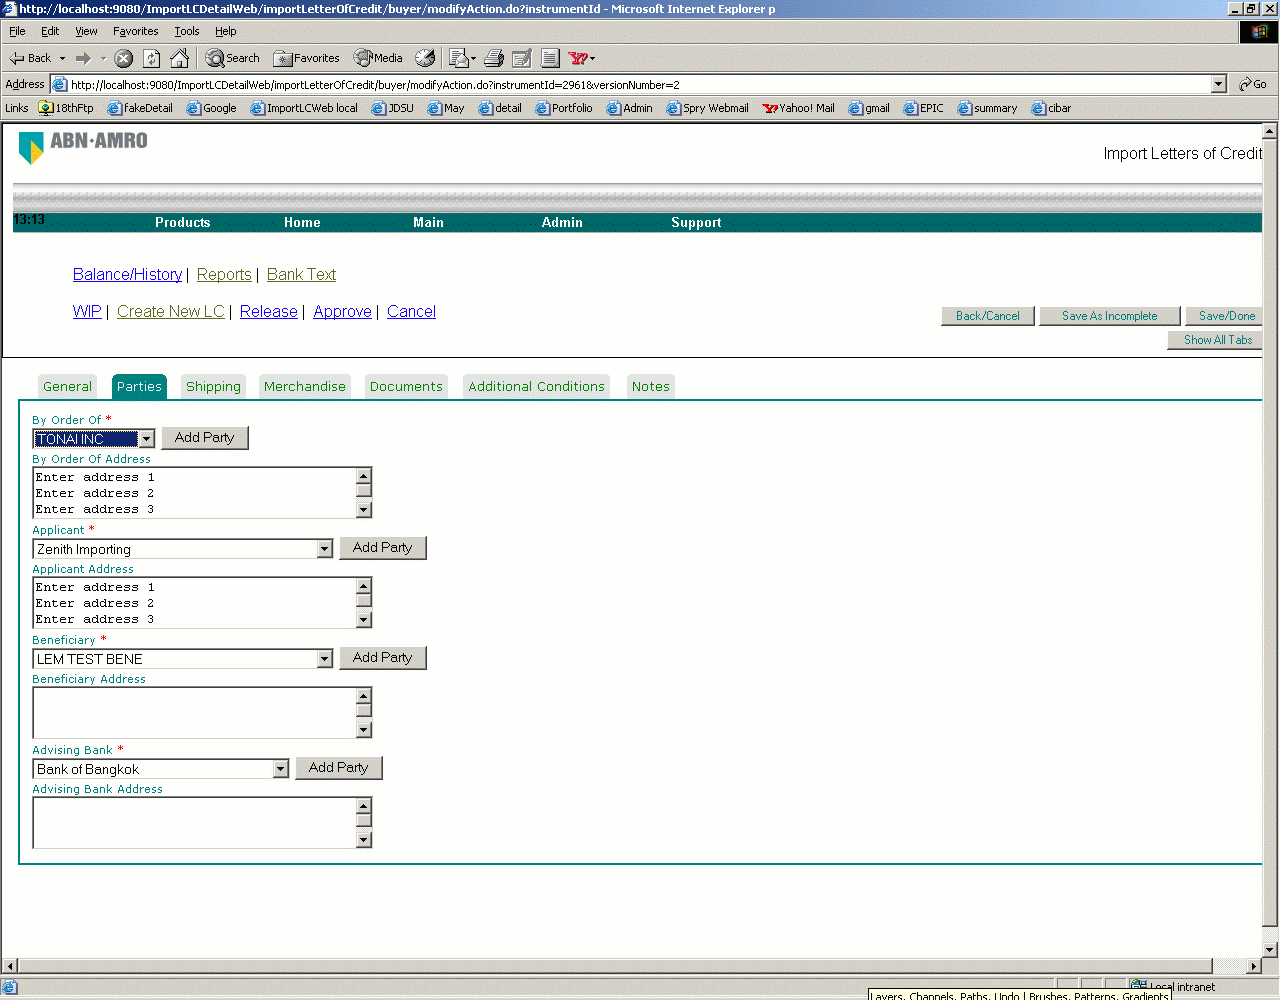 http://localhost:9080/ImportLCDetailWeb/importLetterOfCredit/buyer/modifyAction.do?instrumentId - Microsoft Internet Explorer p
File Edit View Favorites Tools Help
Back Search Favorites Media
Address http://localhost:9080/ImportLCDetailWeb/importLetterOfCredit/buyer/modifyAction.do?instrumentId=2961&versionNumber=2 Go
Links 18thFtp fakeDetail Google ImportLCWeb local JDSU May detail Portfolio Admin Spry Webmail Yahoo! Mail gmail EPIC summary cibar
ABN·AMRO
Import Letters of Credit
13:13 Products Home Main Admin Support
Balance/History | Reports | Bank Text
WIP | Create New LC | Release | Approve | Cancel
Back/Cancel Save As Incomplete Save/Done
Show All Tabs
General Parties Shipping Merchandise Documents Additional Conditions Notes
By Order Of *
TONAI INC Add Party
By Order Of Address
Enter address 1
Enter address 2
Enter address 3
Applicant *
Zenith Importing Add Party
Applicant Address
Enter address 1
Enter address 2
Enter address 3
Beneficiary *
LEM TEST BENE Add Party
Beneficiary Address
Advising Bank *
Bank of Bangkok Add Party
Advising Bank Address
Local intranet
Layers, Channels, Paths, Undo | Brushes, Patterns, Gradients